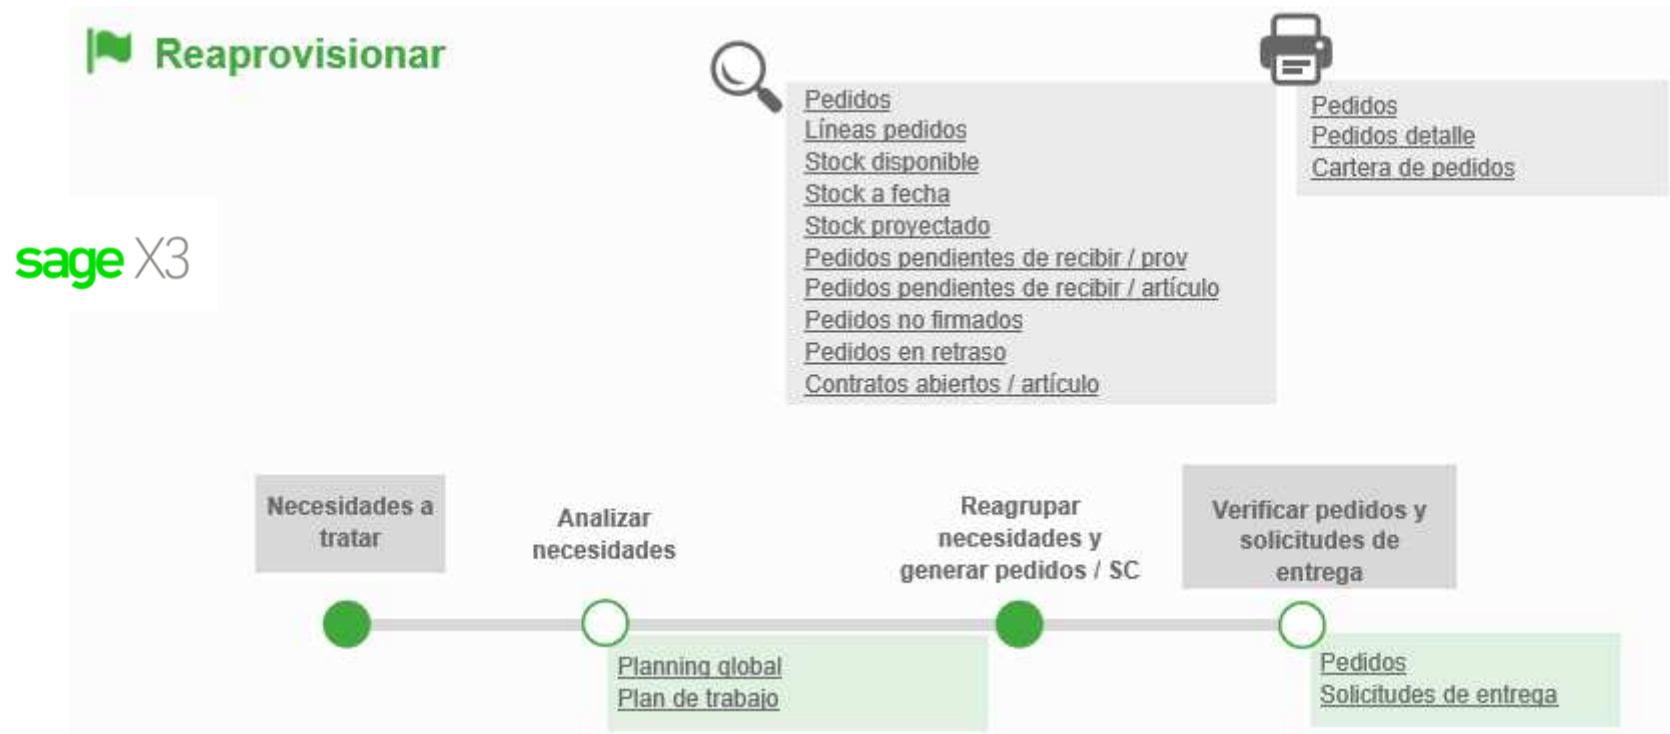 Reaprovisionar
Pedidos
Líneas pedidos
Stock disponible
Stock a fecha
Stock proyectado
Pedidos pendientes de recibir / prov
Pedidos pendientes de recibir / artículo
Pedidos no firmados
Pedidos en retraso
Contratos abiertos / artículo
Pedidos
Pedidos detalle
Cartera de pedidos
sage X3
Necesidades a
tratar
Analizar
necesidades
Reagrupar
necesidades y
generar pedidos / SC
Verificar pedidos y
solicitudes de
entrega
Planning global
Plan de trabajo
Pedidos
Solicitudes de entrega